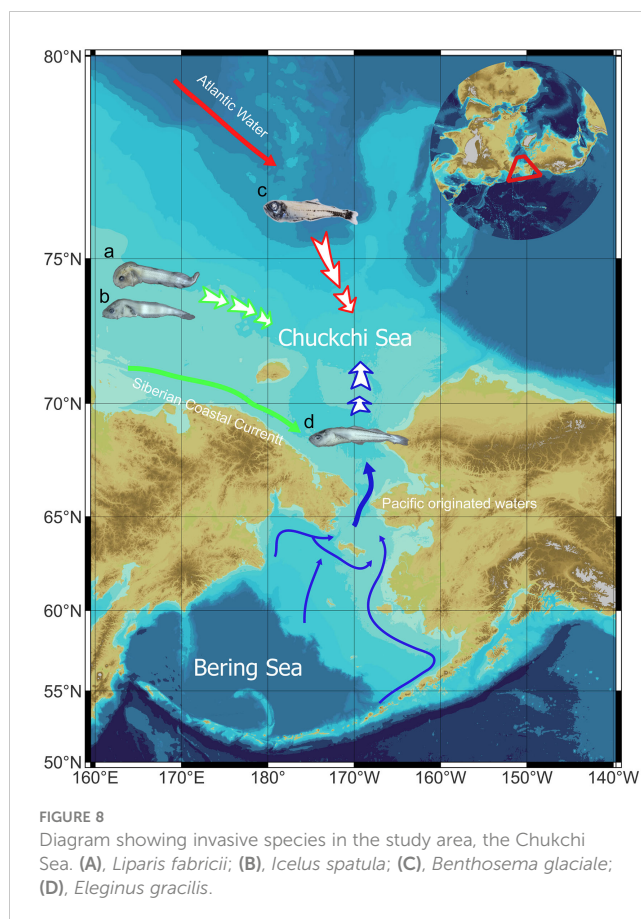 80°N
Atlantic Water
c
75°N
a
b
Chuckchi Sea
70°N
Siberian Coastal Currentt
d
65°N
Pacific originated waters
60°N
Bering Sea
55°N
50°N
160°E 170°E 180° 170°W 160°W 150°W 140°W
FIGURE 8
Diagram showing invasive species in the study area, the Chukchi
Sea. (A), Liparis fabricii; (B), Icelus spatula; (C), Benthosema glaciale;
(D), Eleginus gracilis.